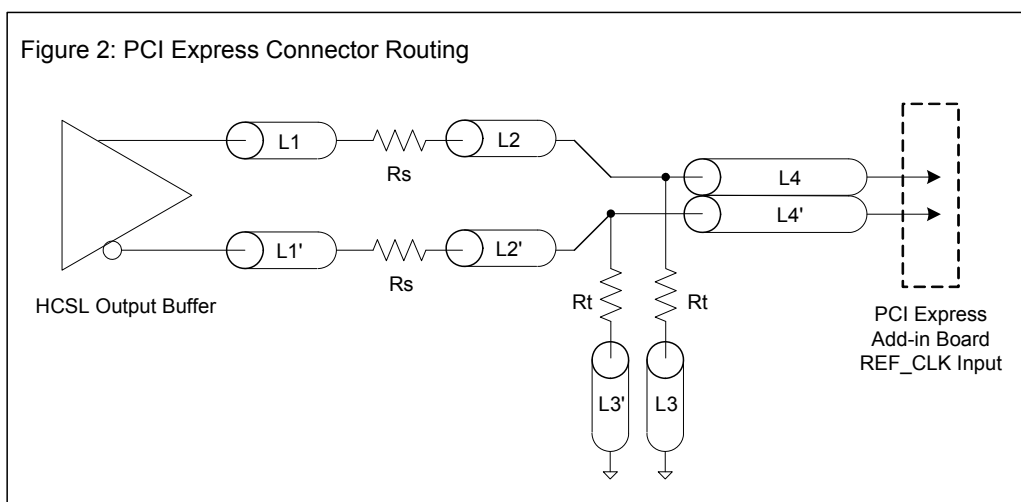 Figure 2: PCI Express Connector Routing
L1
Rs
L2
L4
L4'
L1'
Rs
L2'
HCSL Output Buffer
Rt
Rt
L3'
L3
PCI Express
Add-in Board
REF_CLK Input